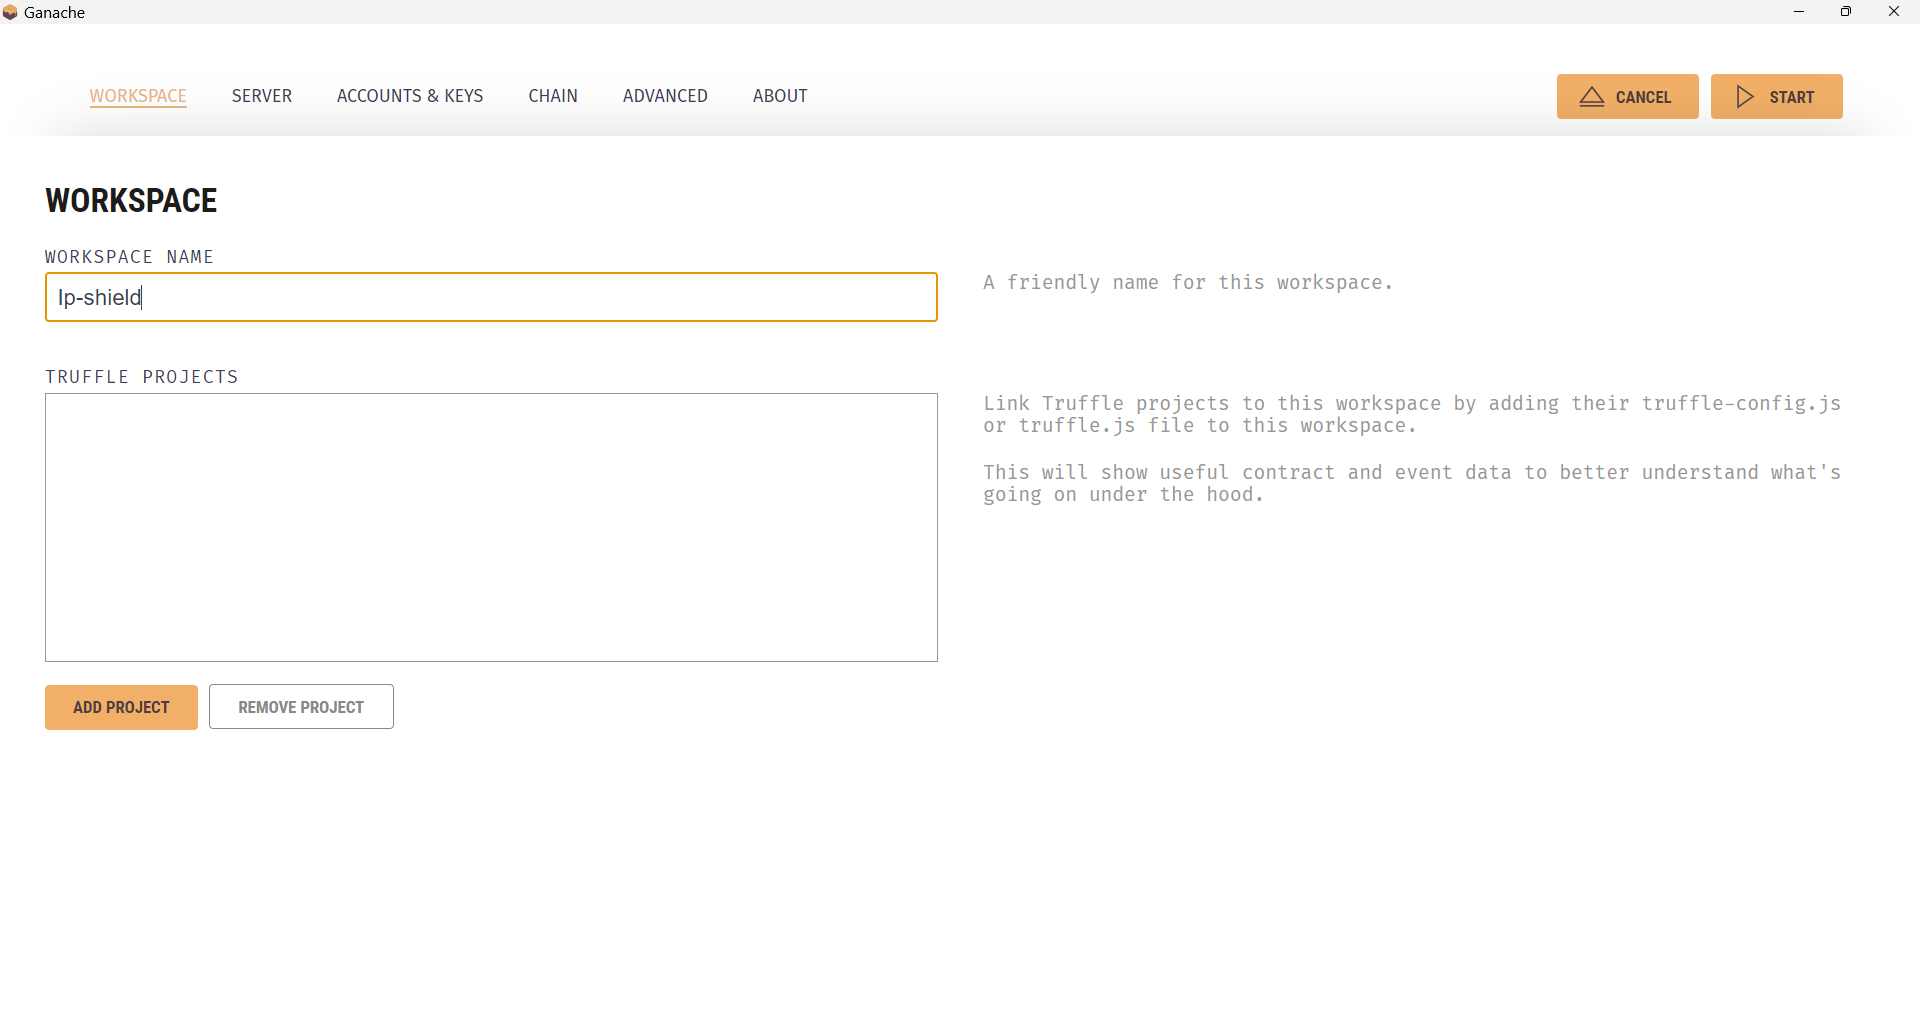 Ganache
WORKSPACE SERVER ACCOUNTS & KEYS CHAIN ADVANCED ABOUT CANCEL START
WORKSPACE
WORKSPACE NAME
Ip-shield
A friendly name for this workspace.
TRUFFLE PROJECTS
Link Truffle projects to this workspace by adding their truffle-config.js
or truffle.js file to this workspace.
This will show useful contract and event data to better understand what's
going on under the hood.
ADD PROJECT REMOVE PROJECT